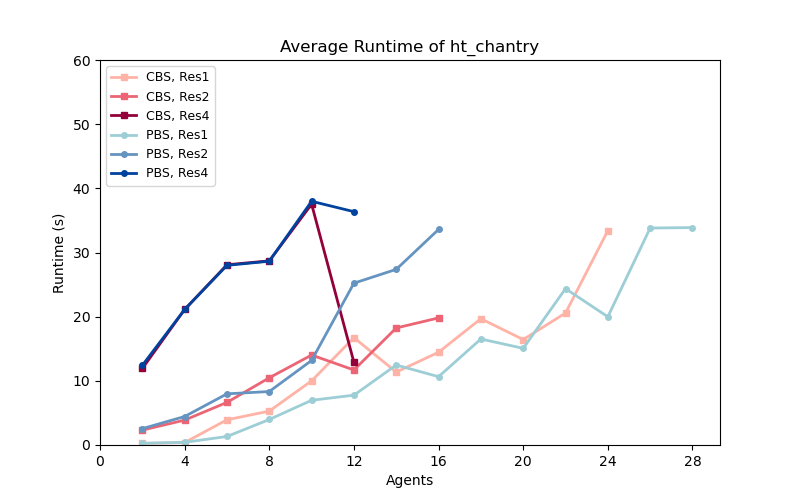 Average Runtime of ht_chantry
60
50
40
30
20
10
0
Runtime (s)
CBS, Res1
CBS, Res2
CBS, Res4
PBS, Res1
PBS, Res2
PBS, Res4
0 4 8 12 16 20 24 28
Agents